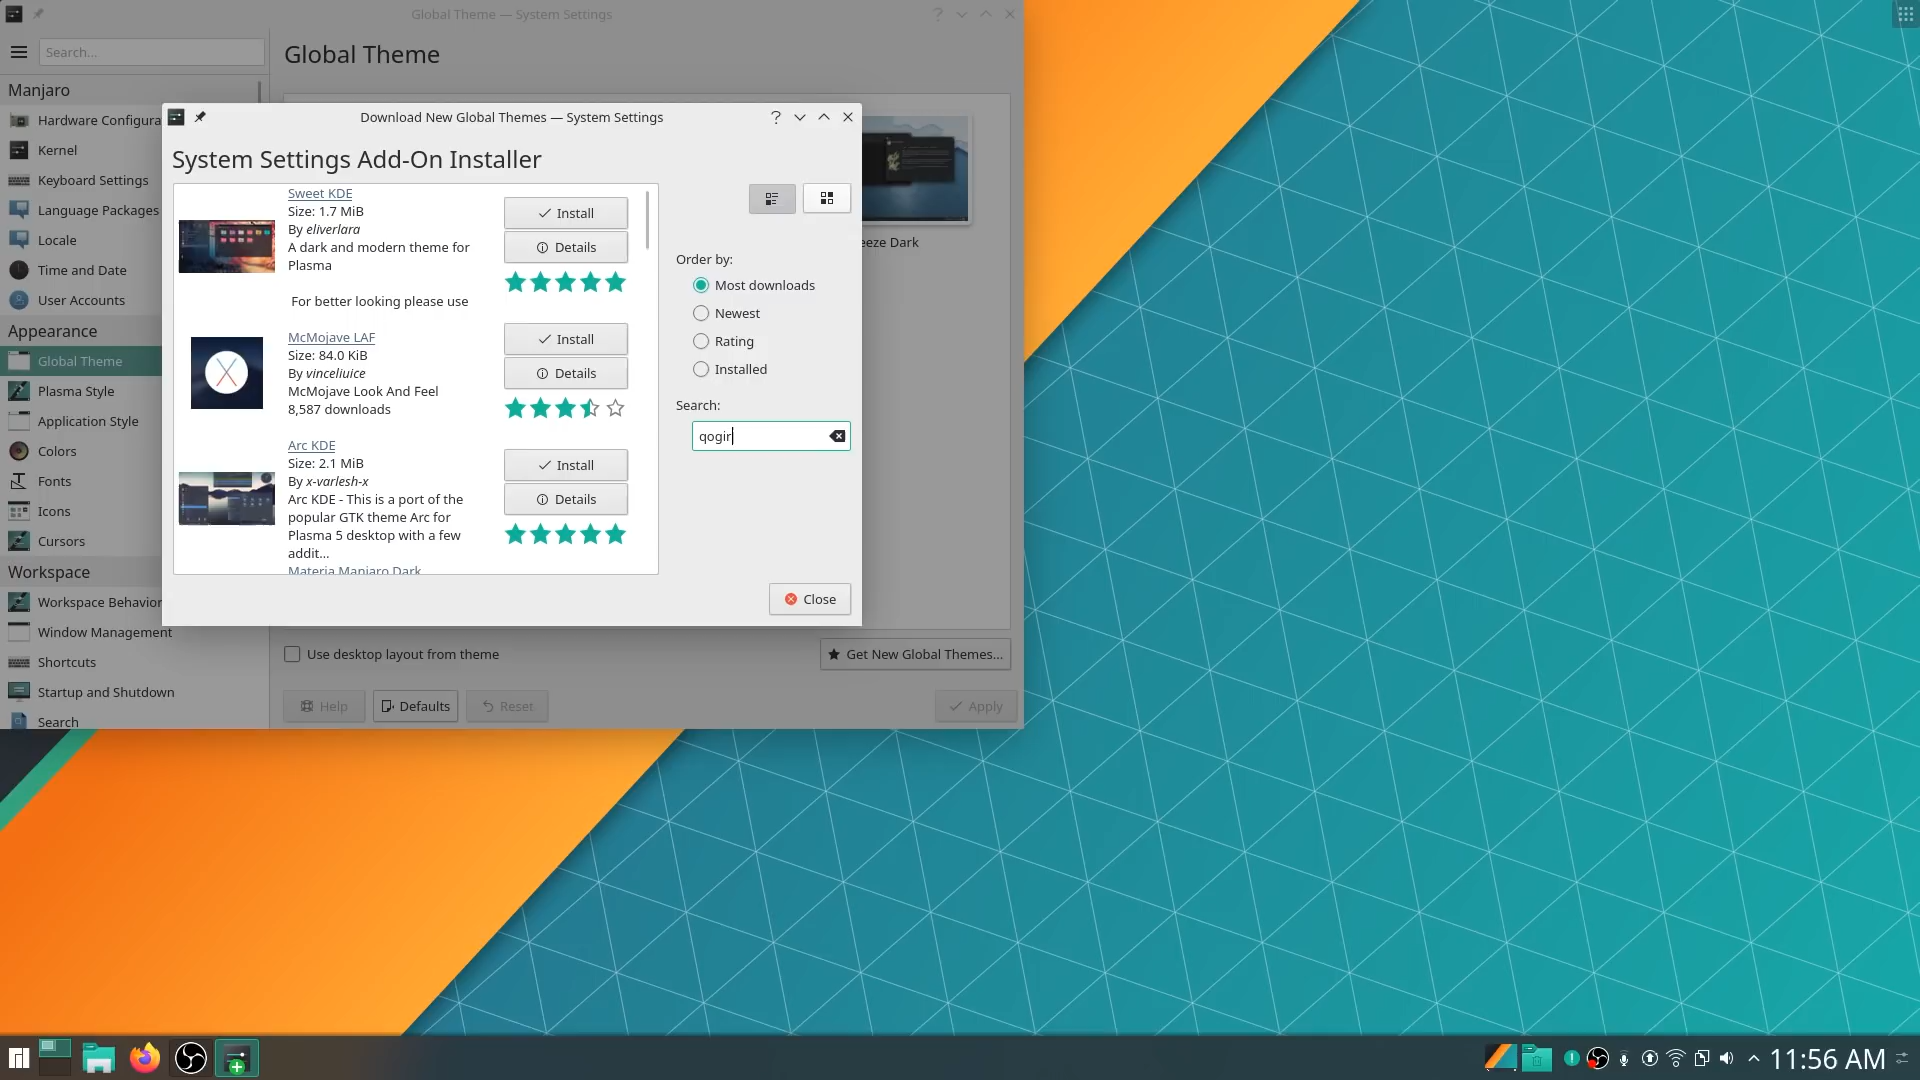 Global Theme — System Settings
Search...
Global Theme
Manjaro
Hardware Configura
Kernel
Keyboard Settings
Language Packages
Locale
Time and Date
User Accounts
Appearance
Global Theme
Plasma Style
Application Style
Colors
Fonts
Icons
Cursors
Workspace
Workspace Behavior
Window Management
Shortcuts
Startup and Shutdown
Search
Download New Global Themes — System Settings
System Settings Add-On Installer
Sweet KDE
Size: 1.7 MiB
By eliverlara
A dark and modern theme for
Plasma
For better looking please use
Install
Details
McMojave LAF
Size: 84.0 KiB
By vinceliuice
McMojave Look And Feel
8,587 downloads
Install
Details
Arc KDE
Size: 2.1 MiB
By x-varlesh-x
Arc KDE - This is a port of the
popular GTK theme Arc for
Plasma 5 desktop with a few
addit...
Install
Details
Materia Manjaro Dark
Order by:
Most downloads
Newest
Rating
Installed
Search:
qogir
Close
eeze Dark
Use desktop layout from theme
Get New Global Themes...
Help
Defaults
Reset
Apply
11:56 AM